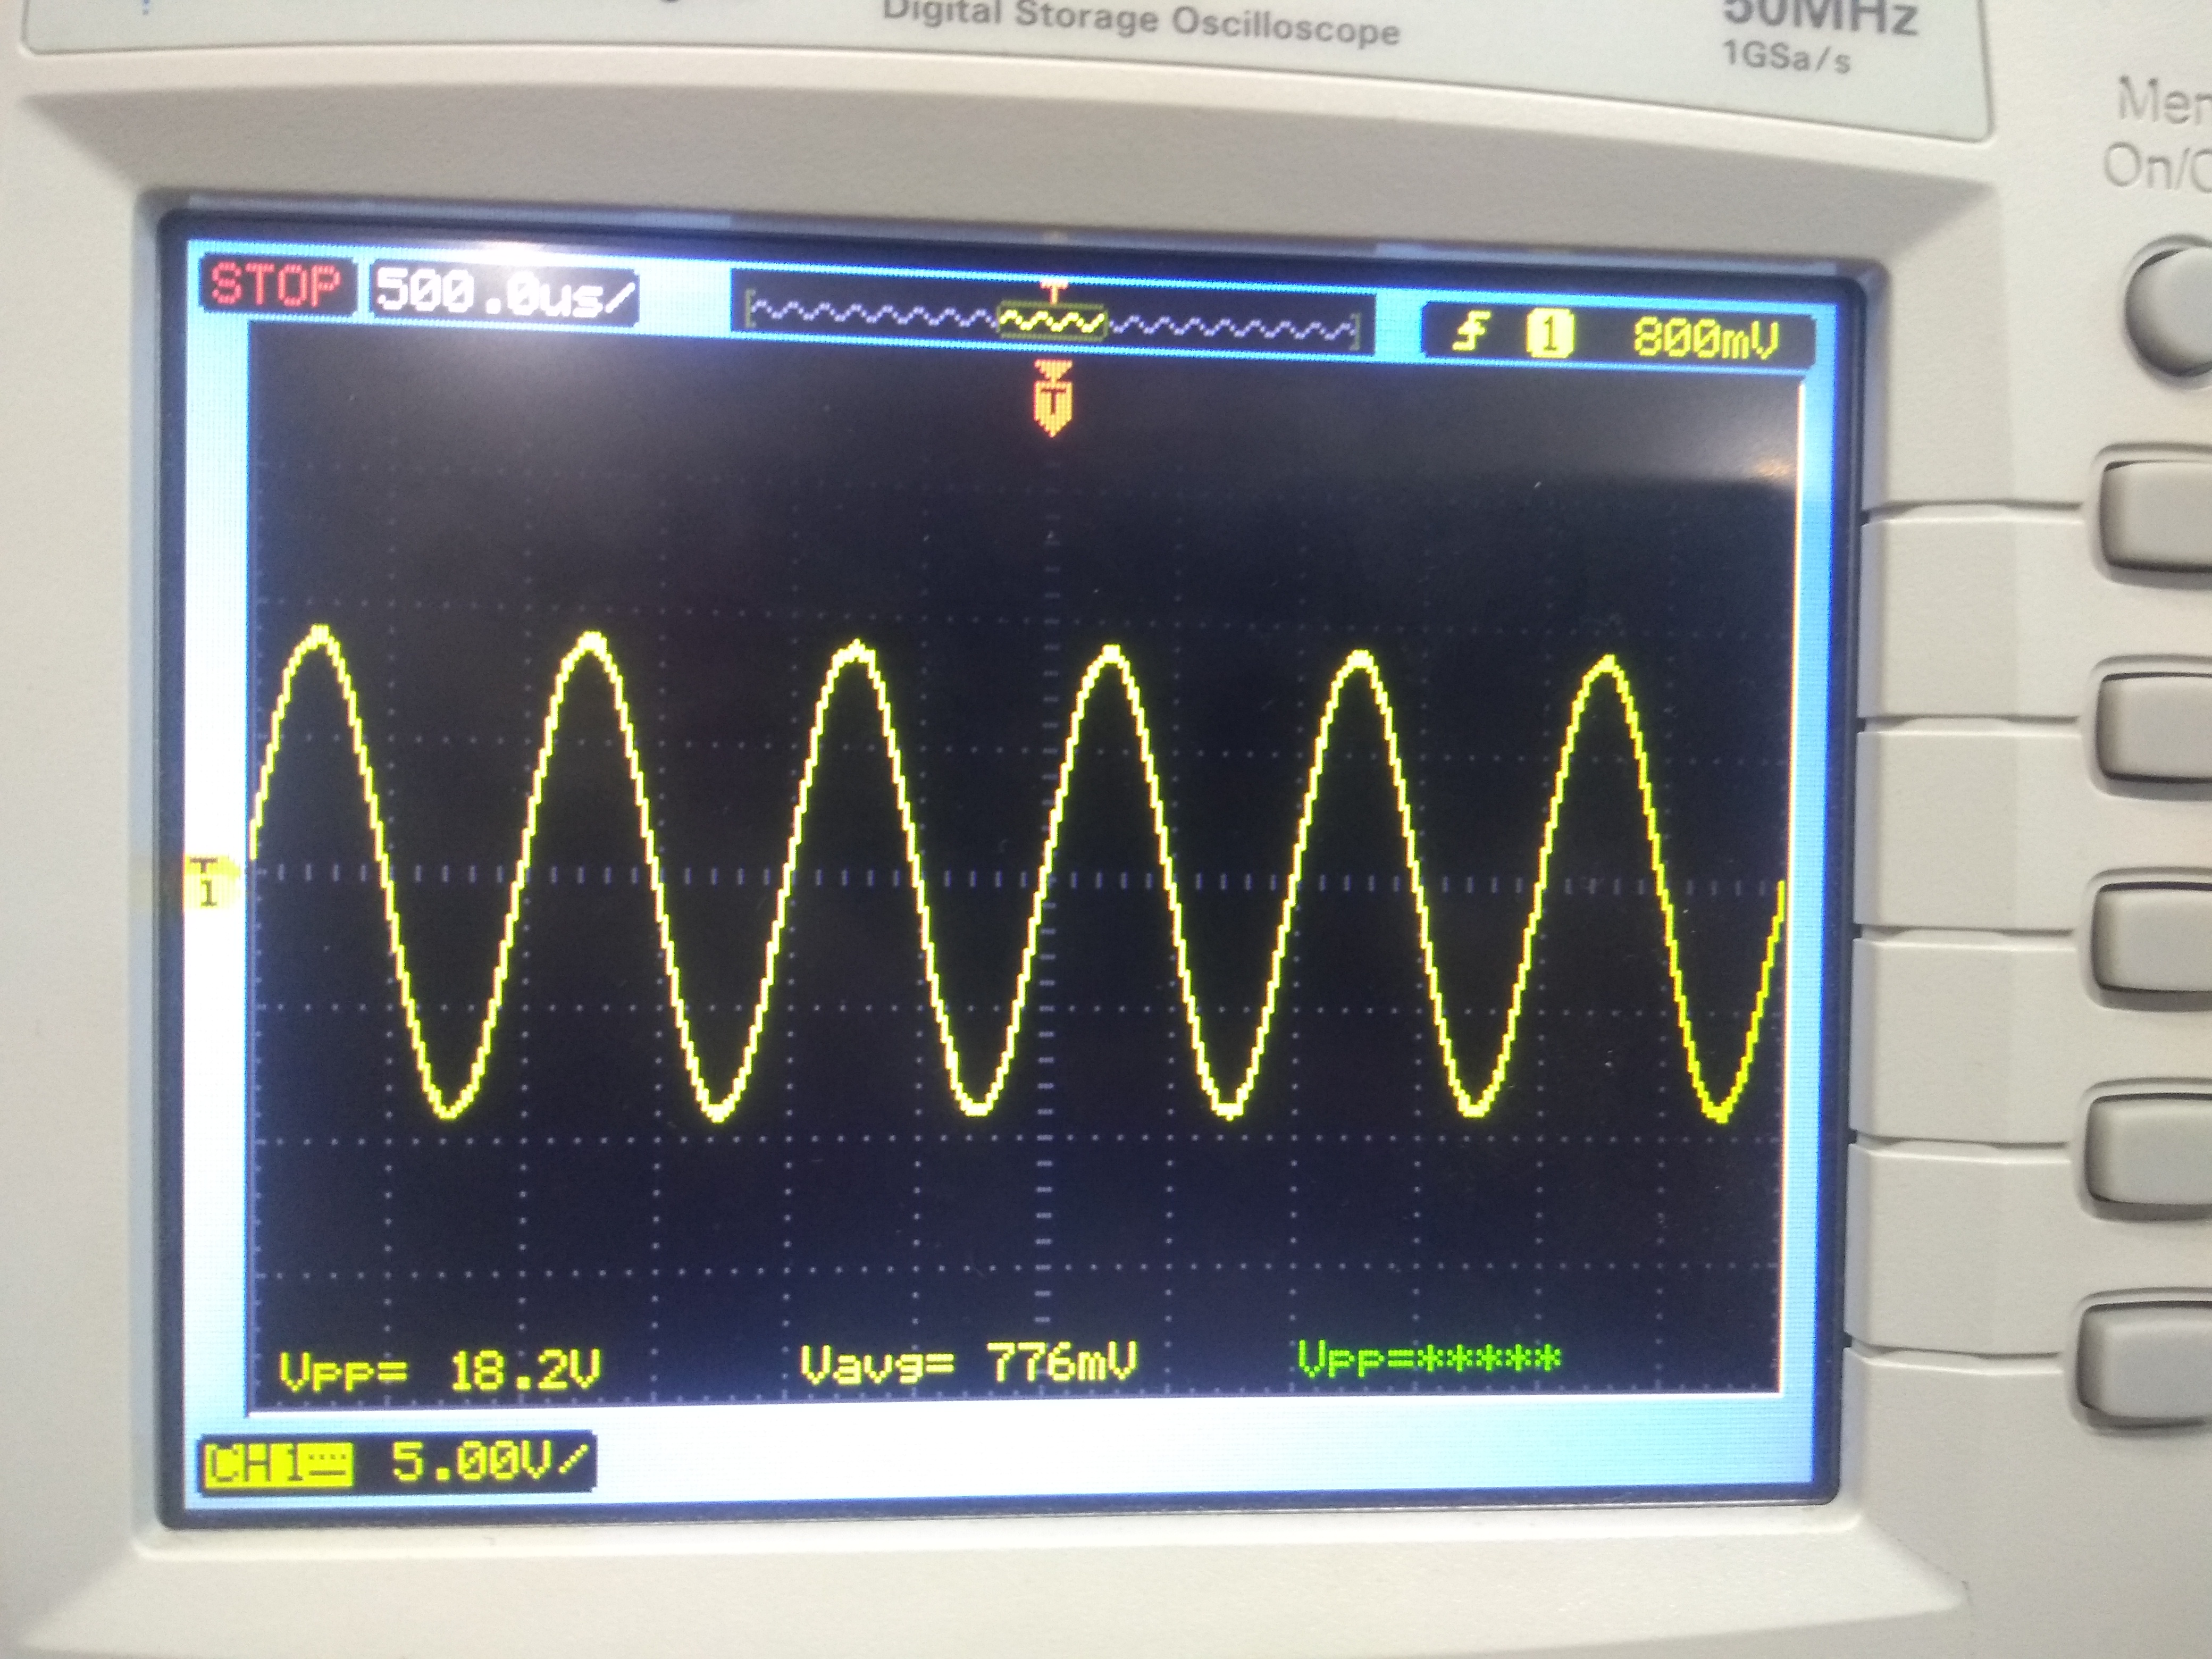 Digital Storage Oscilloscope
50MHz
1GSa/s
On/
STOP 500.0us/ T 1 800mV
T
T
1
Vpp= 18.2V Vavg= 776mV Vpp=*****
CH1 5.00V/